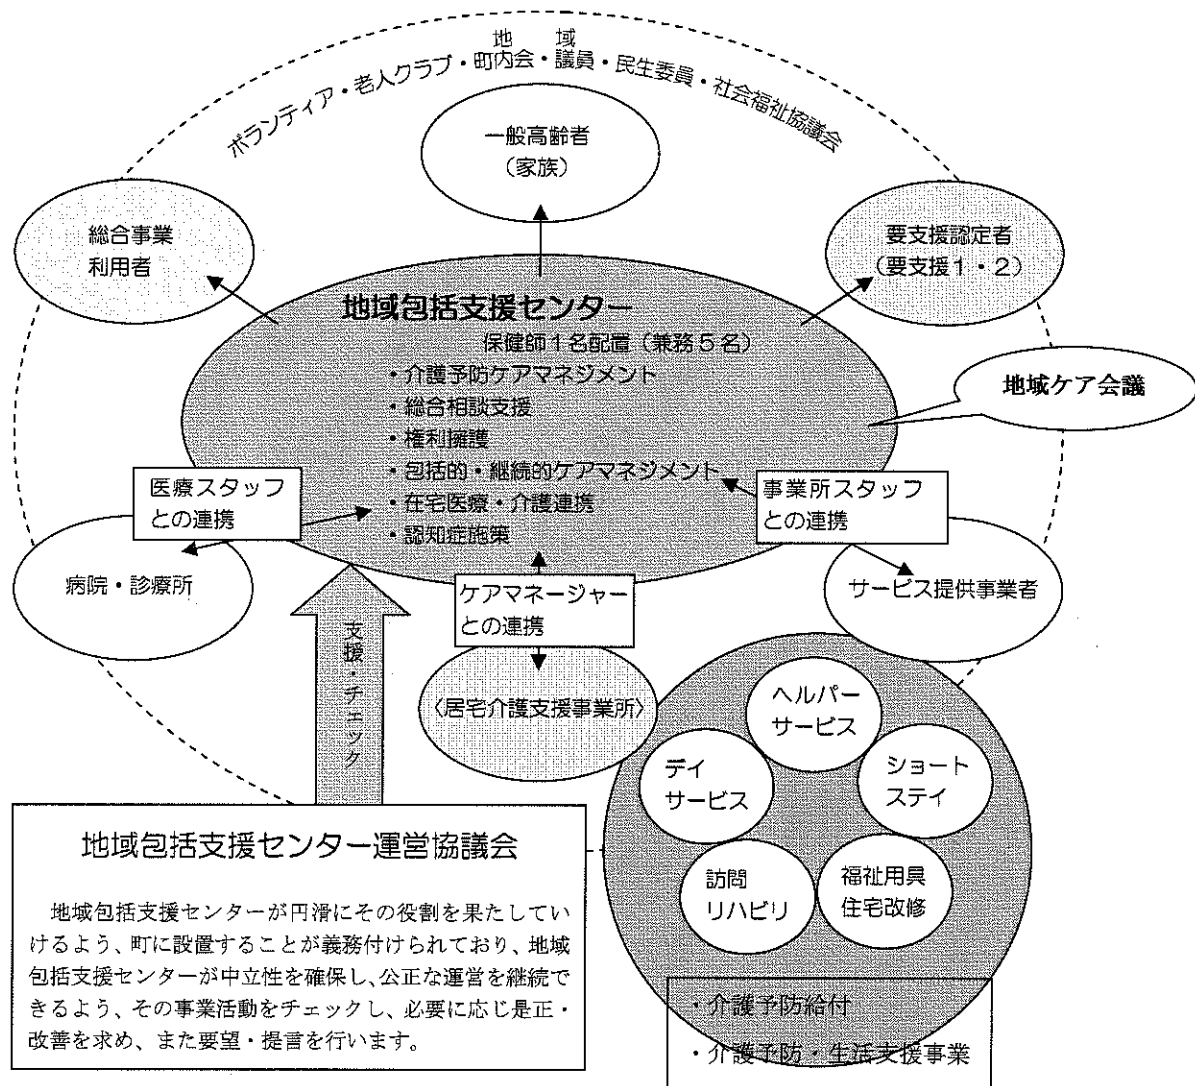 地　域
ボランティア・老人クラブ・町内会・議員・民生委員・社会福祉協議会
一般高齢者
（家族）
総合事業
利用者
要支援認定者
（要支援１・２）
地域包括支援センター
保健師１名配置（兼務５名）
・介護予防ケアマネジメント
・総合相談支援
・権利擁護
・包括的・継続的ケアマネジメント
・在宅医療・介護連携
・認知症施策
地域ケア会議
医療スタッフ
との連携
事業所スタッフ
との連携
病院・診療所
ケアマネージャー
との連携
サービス提供事業者
支援・チェック
〈居宅介護支援事業所〉
ヘルパー
サービス
デイ
サービス
ショート
ステイ
訪問
リハビリ
福祉用具
住宅改修
地域包括支援センター運営協議会
地域包括支援センターが円滑にその役割を果たしてい
けるよう、町に設置することが義務付けられており、地域
包括支援センターが中立性を確保し、公正な運営を継続で
きるよう、その事業活動をチェックし、必要に応じ是正・
改善を求め、また要望・提言を行います。
・介護予防給付
・介護予防・生活支援事業